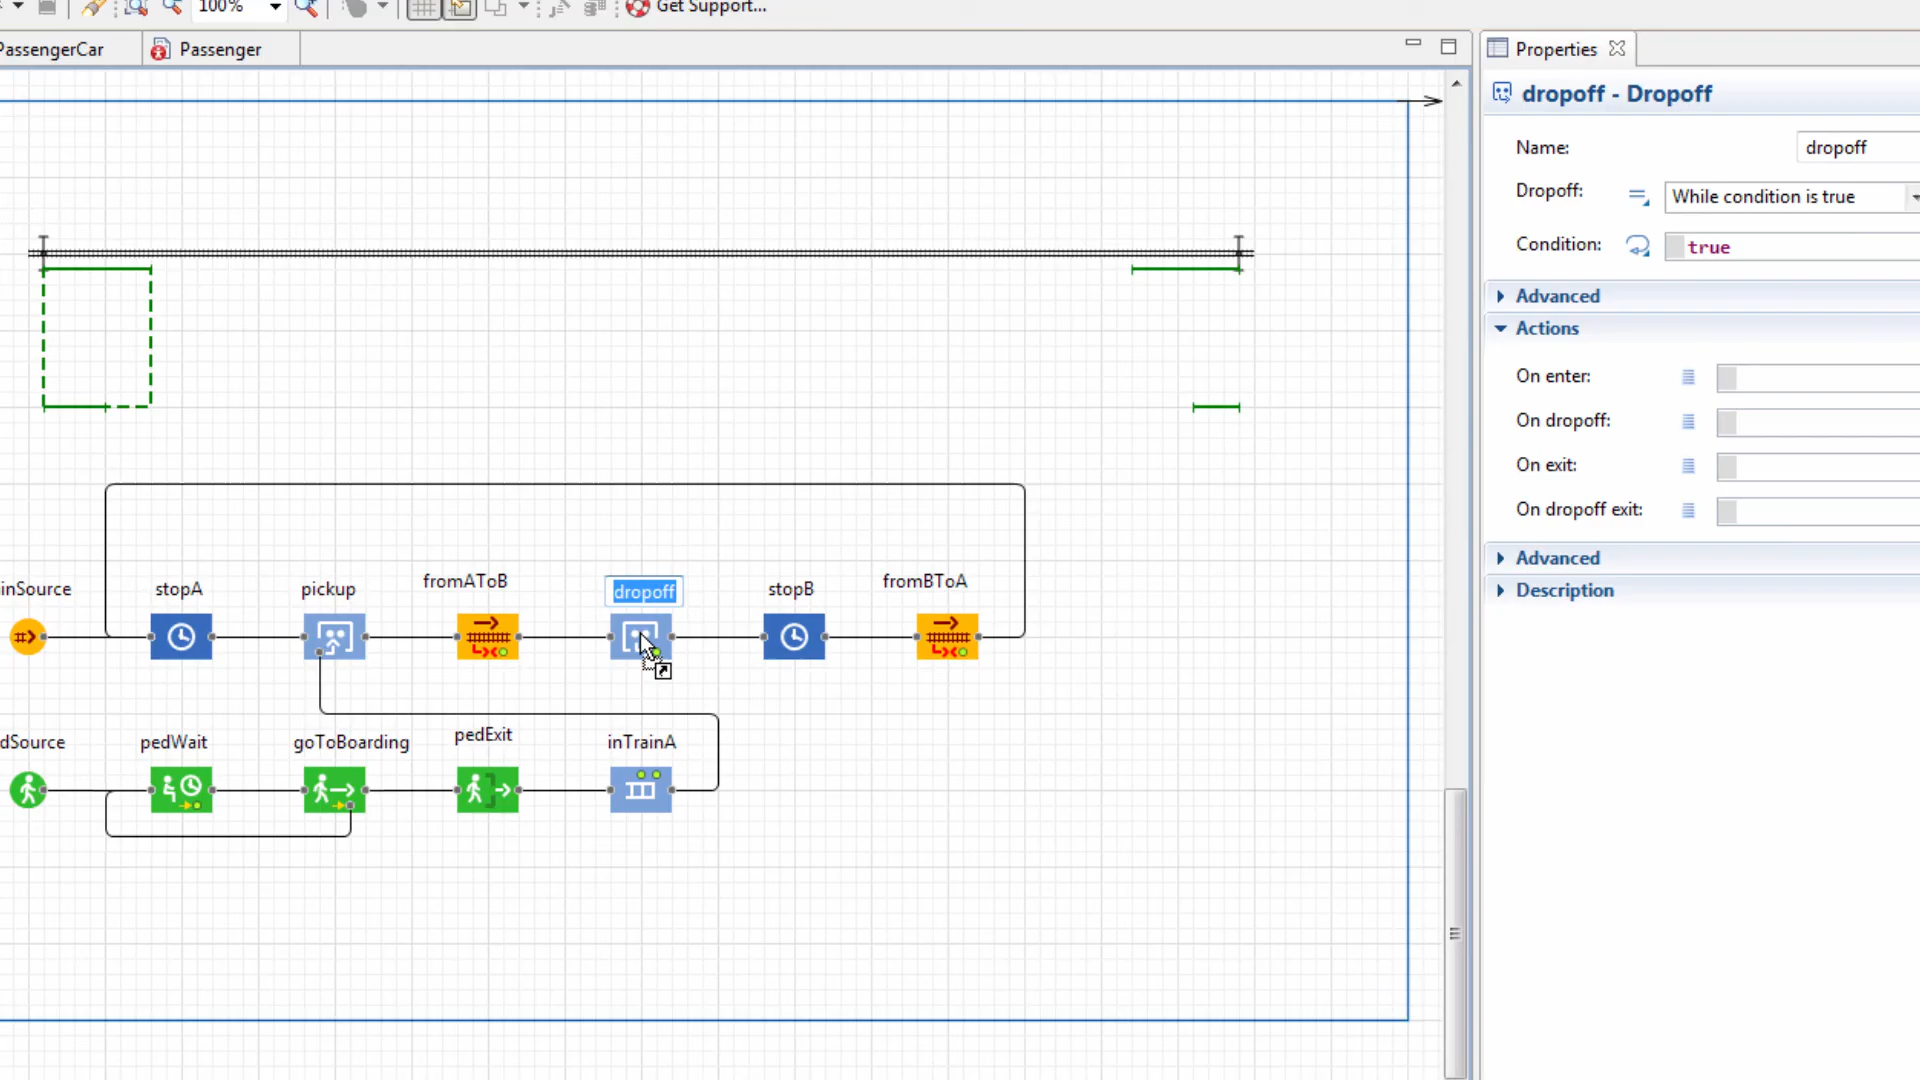 100%
Get Support...
PassengerCar
Passenger
Properties
dropoff - Dropoff
Name:
dropoff
Dropoff:
While condition is true
Condition:
true
Advanced
Actions
On enter:
On dropoff:
On exit:
On dropoff exit:
Advanced
Description
inSource
stopA
pickup
fromAToB
dropoff
stopB
fromBToA
dSource
pedWait
goToBoarding
pedExit
inTrainA